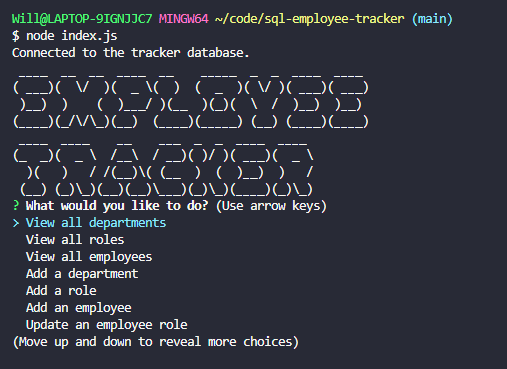 Will@LAPTOP-9IGNJJC7 MINGW64 ~/code/sql-employee-tracker (main)
$ node index.js
Connected to the tracker database.
EMPLOYEE
TRACKER
? What would you like to do? (Use arrow keys)
> View all departments
View all roles
View all employees
Add a department
Add a role
Add an employee
Update an employee role
(Move up and down to reveal more choices)